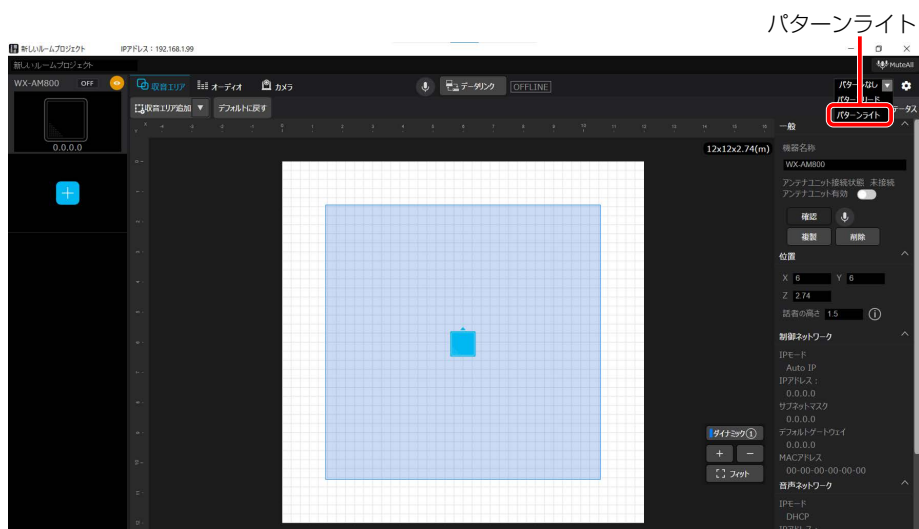 パターンライト
新しいルームプロジェクト IPアドレス：192.168.1.99
新しいルームプロジェクト MuteAll
WX-AM800 OFF 収音エリア オーディオ カメラ データリンク OFFLINE パターンなし
パターンリード
収音エリア追加 ▼ デフォルトに戻す パターンライト
0.0.0.0
12x12x2.74(m)
一般
機器名称
WX-AM800
アンテナユニット接続状態 未接続
アンテナユニット有効
確認
複製 削除
位置
X 6 Y 6
Z 2.74
話者の高さ 1.5
制御ネットワーク
IPモード
Auto IP
IPアドレス：
0.0.0.0
サブネットマスク
0.0.0.0
デフォルトゲートウェイ
0.0.0.0
MACアドレス
00-00-00-00-00-00
音声ネットワーク
IPモード
DHCP
ダイナミック①
+ −
フィット